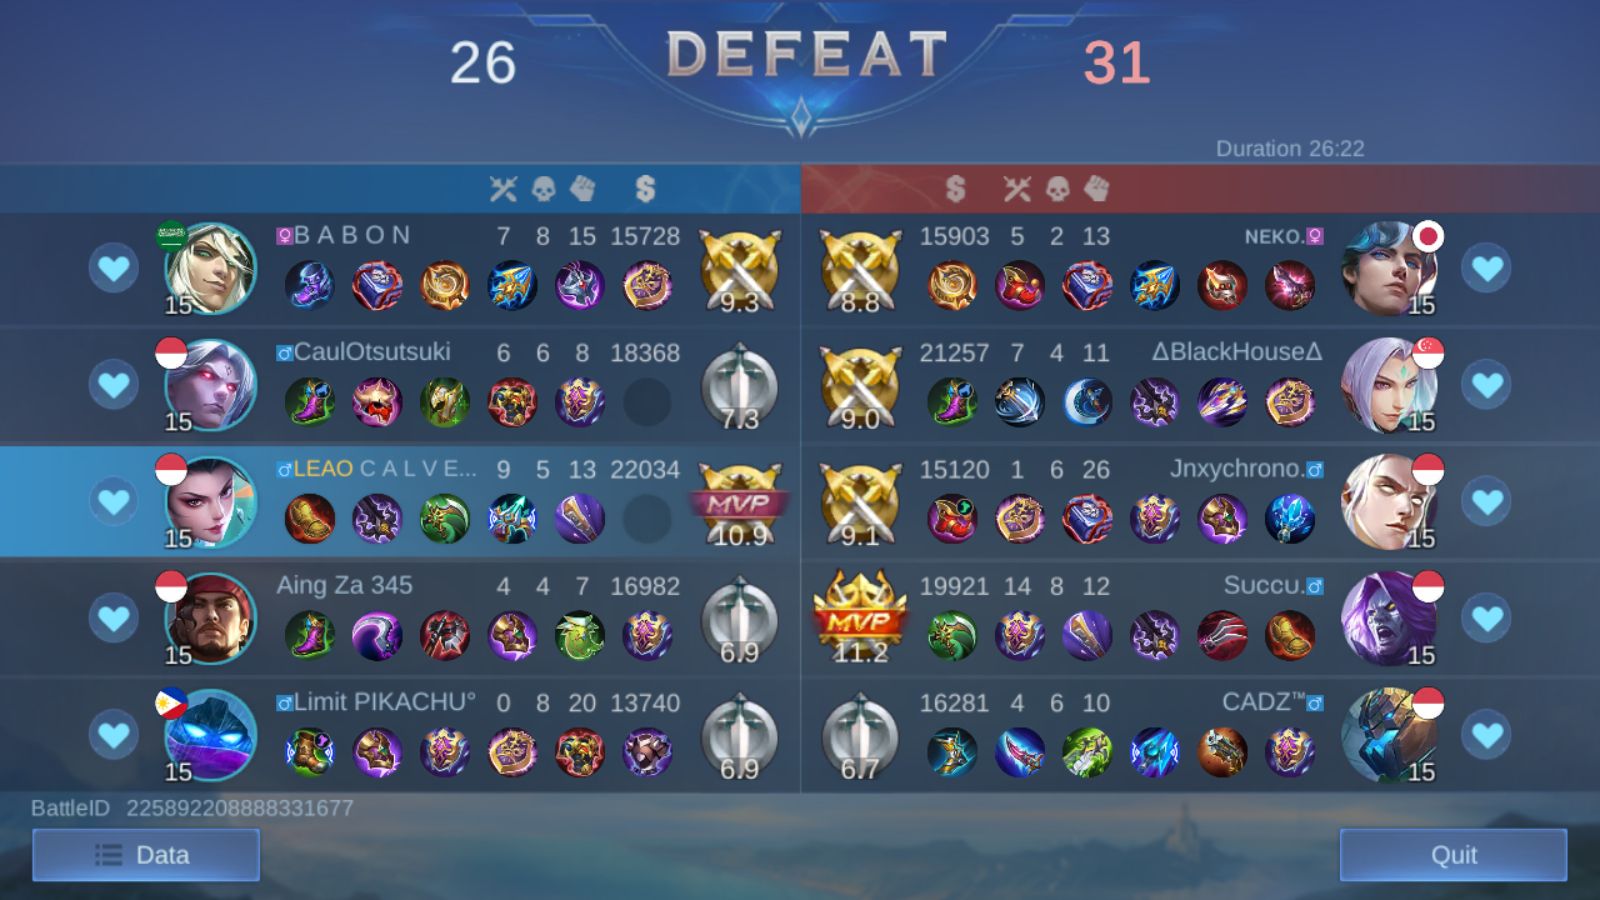 26 DEFEAT 31
Duration 26:22
B A B O N 7 8 15 15728 9.3 15
8.8 15903 5 2 13 NEKO. 15
CaulOtsutsuki 6 6 8 18368 7.3 15
9.0 21257 7 4 11 ΔBlackHouseΔ 15
LEAO C A L V E... 9 5 13 22034 MVP 10.9 15
9.1 15120 1 6 26 Jnxychrono. 15
Aing Za 345 4 4 7 16982 6.9 15
MVP 11.2 19921 14 8 12 Succu. 15
Limit PIKACHU° 0 8 20 13740 6.9 15
6.7 16281 4 6 10 CADZ™ 15
BattleID 225892208888331677
Data
Quit